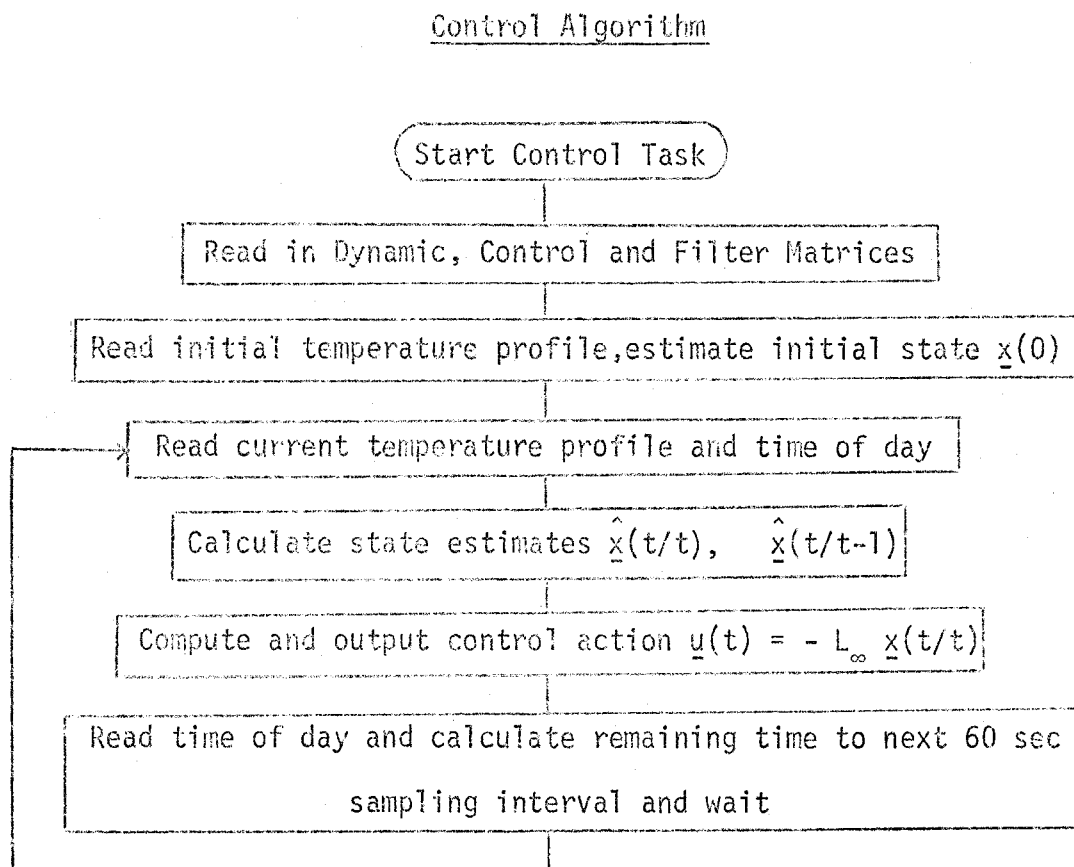 Control Algorithm
Start Control Task
Read in Dynamic, Control and Filter Matrices
Read initial temperature profile,estimate initial state x(0)
Read current temperature profile and time of day
Calculate state estimates x̂(t/t), x̂(t/t-1)
Compute and output control action u(t) = - L∞ x(t/t)
Read time of day and calculate remaining time to next 60 sec
sampling interval and wait